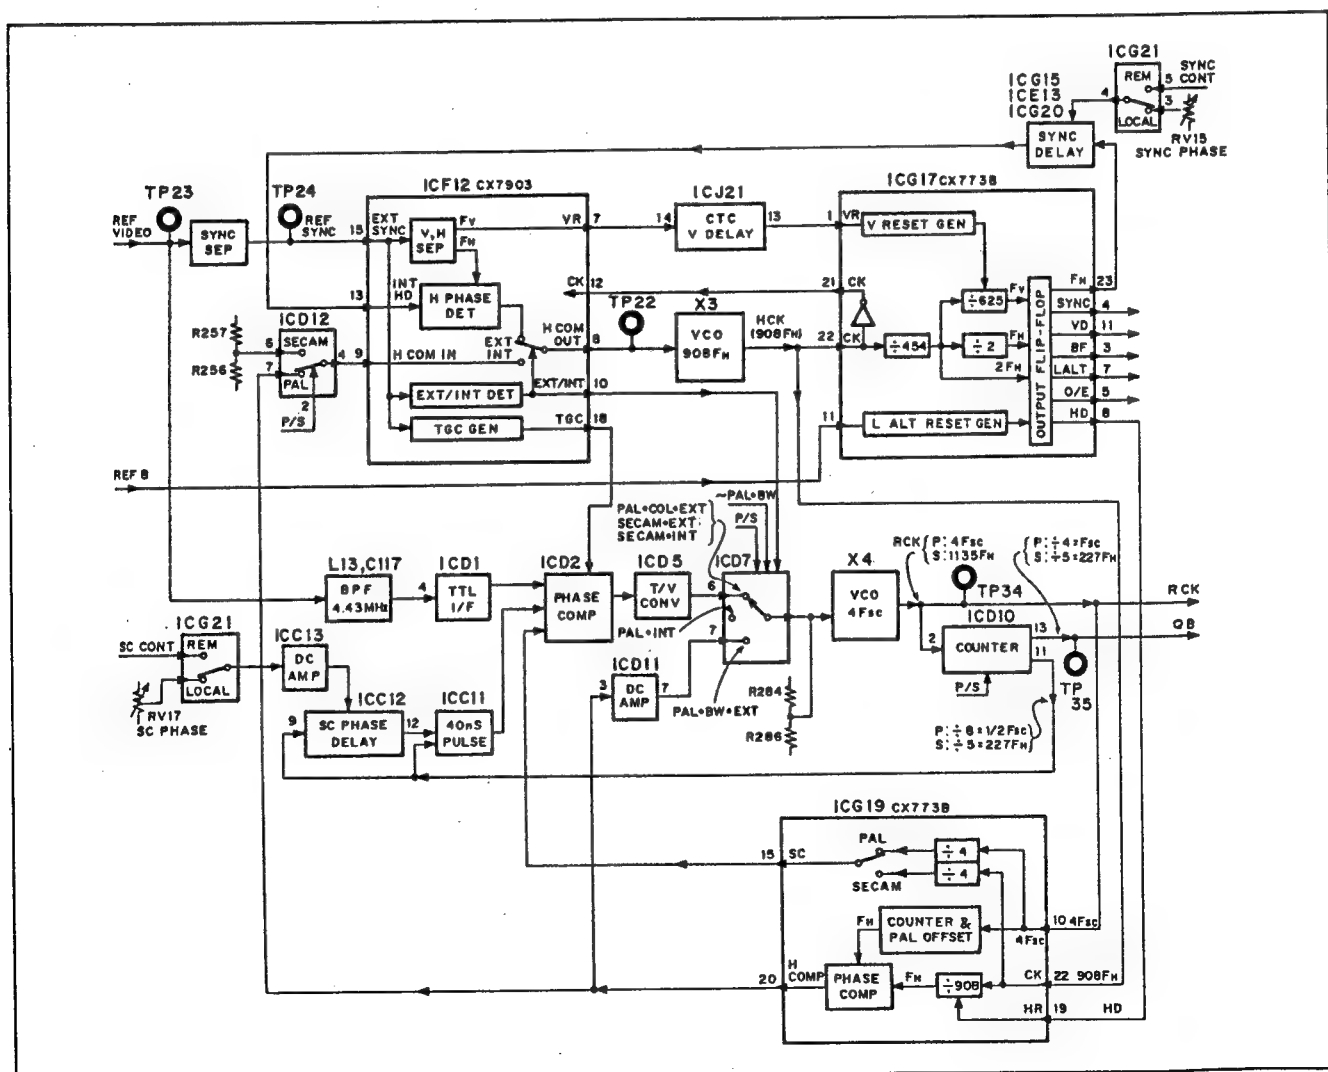 ICG21
REM
5 SYNC CONT
4
3
LOCAL
RV15
SYNC PHASE
ICG15
ICE13
ICG20
SYNC DELAY
TP23
REF VIDEO
SYNC SEP
TP24
REF SYNC
ICF12 CX7903
15
EXT SYNC
V,H SEP
Fv
FH
VR
7
13
INT HD
H PHASE DET
CK
12
EXT
INT
H COM OUT
8
9
H COM IN
EXT/INT DET
EXT/INT
10
TGC GEN
TGC
18
ICJ21
14
CTC V DELAY
13
TP22
X3
VCO 908FH
HCK (908FH)
ICG17 CX773B
1
VR
V RESET GEN
21
CK
22
CK
÷454
÷625
÷2
Fv
FH
2FH
11
L ALT RESET GEN
OUTPUT FLIP-FLOP
FH
23
SYNC
4
VD
11
BF
3
LALT
7
O/E
5
HD
8
R257
R256
ICD12
6
SECAM
7
PAL
4
2
P/S
REF 8
L13, C117
BPF 4.43MHz
4
ICD1
TTL I/F
ICD2
PHASE COMP
ICD5
T/V CONV
6
PAL•COL•EXT
SECAM•EXT
SECAM•INT
~PAL•BW
P/S
ICD7
PAL•INT
7
PAL•BW•EXT
ICD11
3
DC AMP
7
R284
R286
X4
VCO 4Fsc
RCK
P: 4Fsc
S: 1135FH
P: ÷4=Fsc
S: ÷5=227FH
TP34
RCK
ICD10
2
COUNTER
13
11
P/S
QB
TP 35
P: ÷8=1/2Fsc
S: ÷5=227FH
ICG21
SC CONT
REM
LOCAL
RV17
SC PHASE
ICC13
DC AMP
ICC12
9
SC PHASE DELAY
12
ICC11
40nS PULSE
ICG19 CX773B
15
SC
PAL
SECAM
÷4
÷4
FH
COUNTER & PAL OFFSET
10 4Fsc
4Fsc
20
H COMP
PHASE COMP
FH
÷908
CK
22 908FH
HR
19
HD